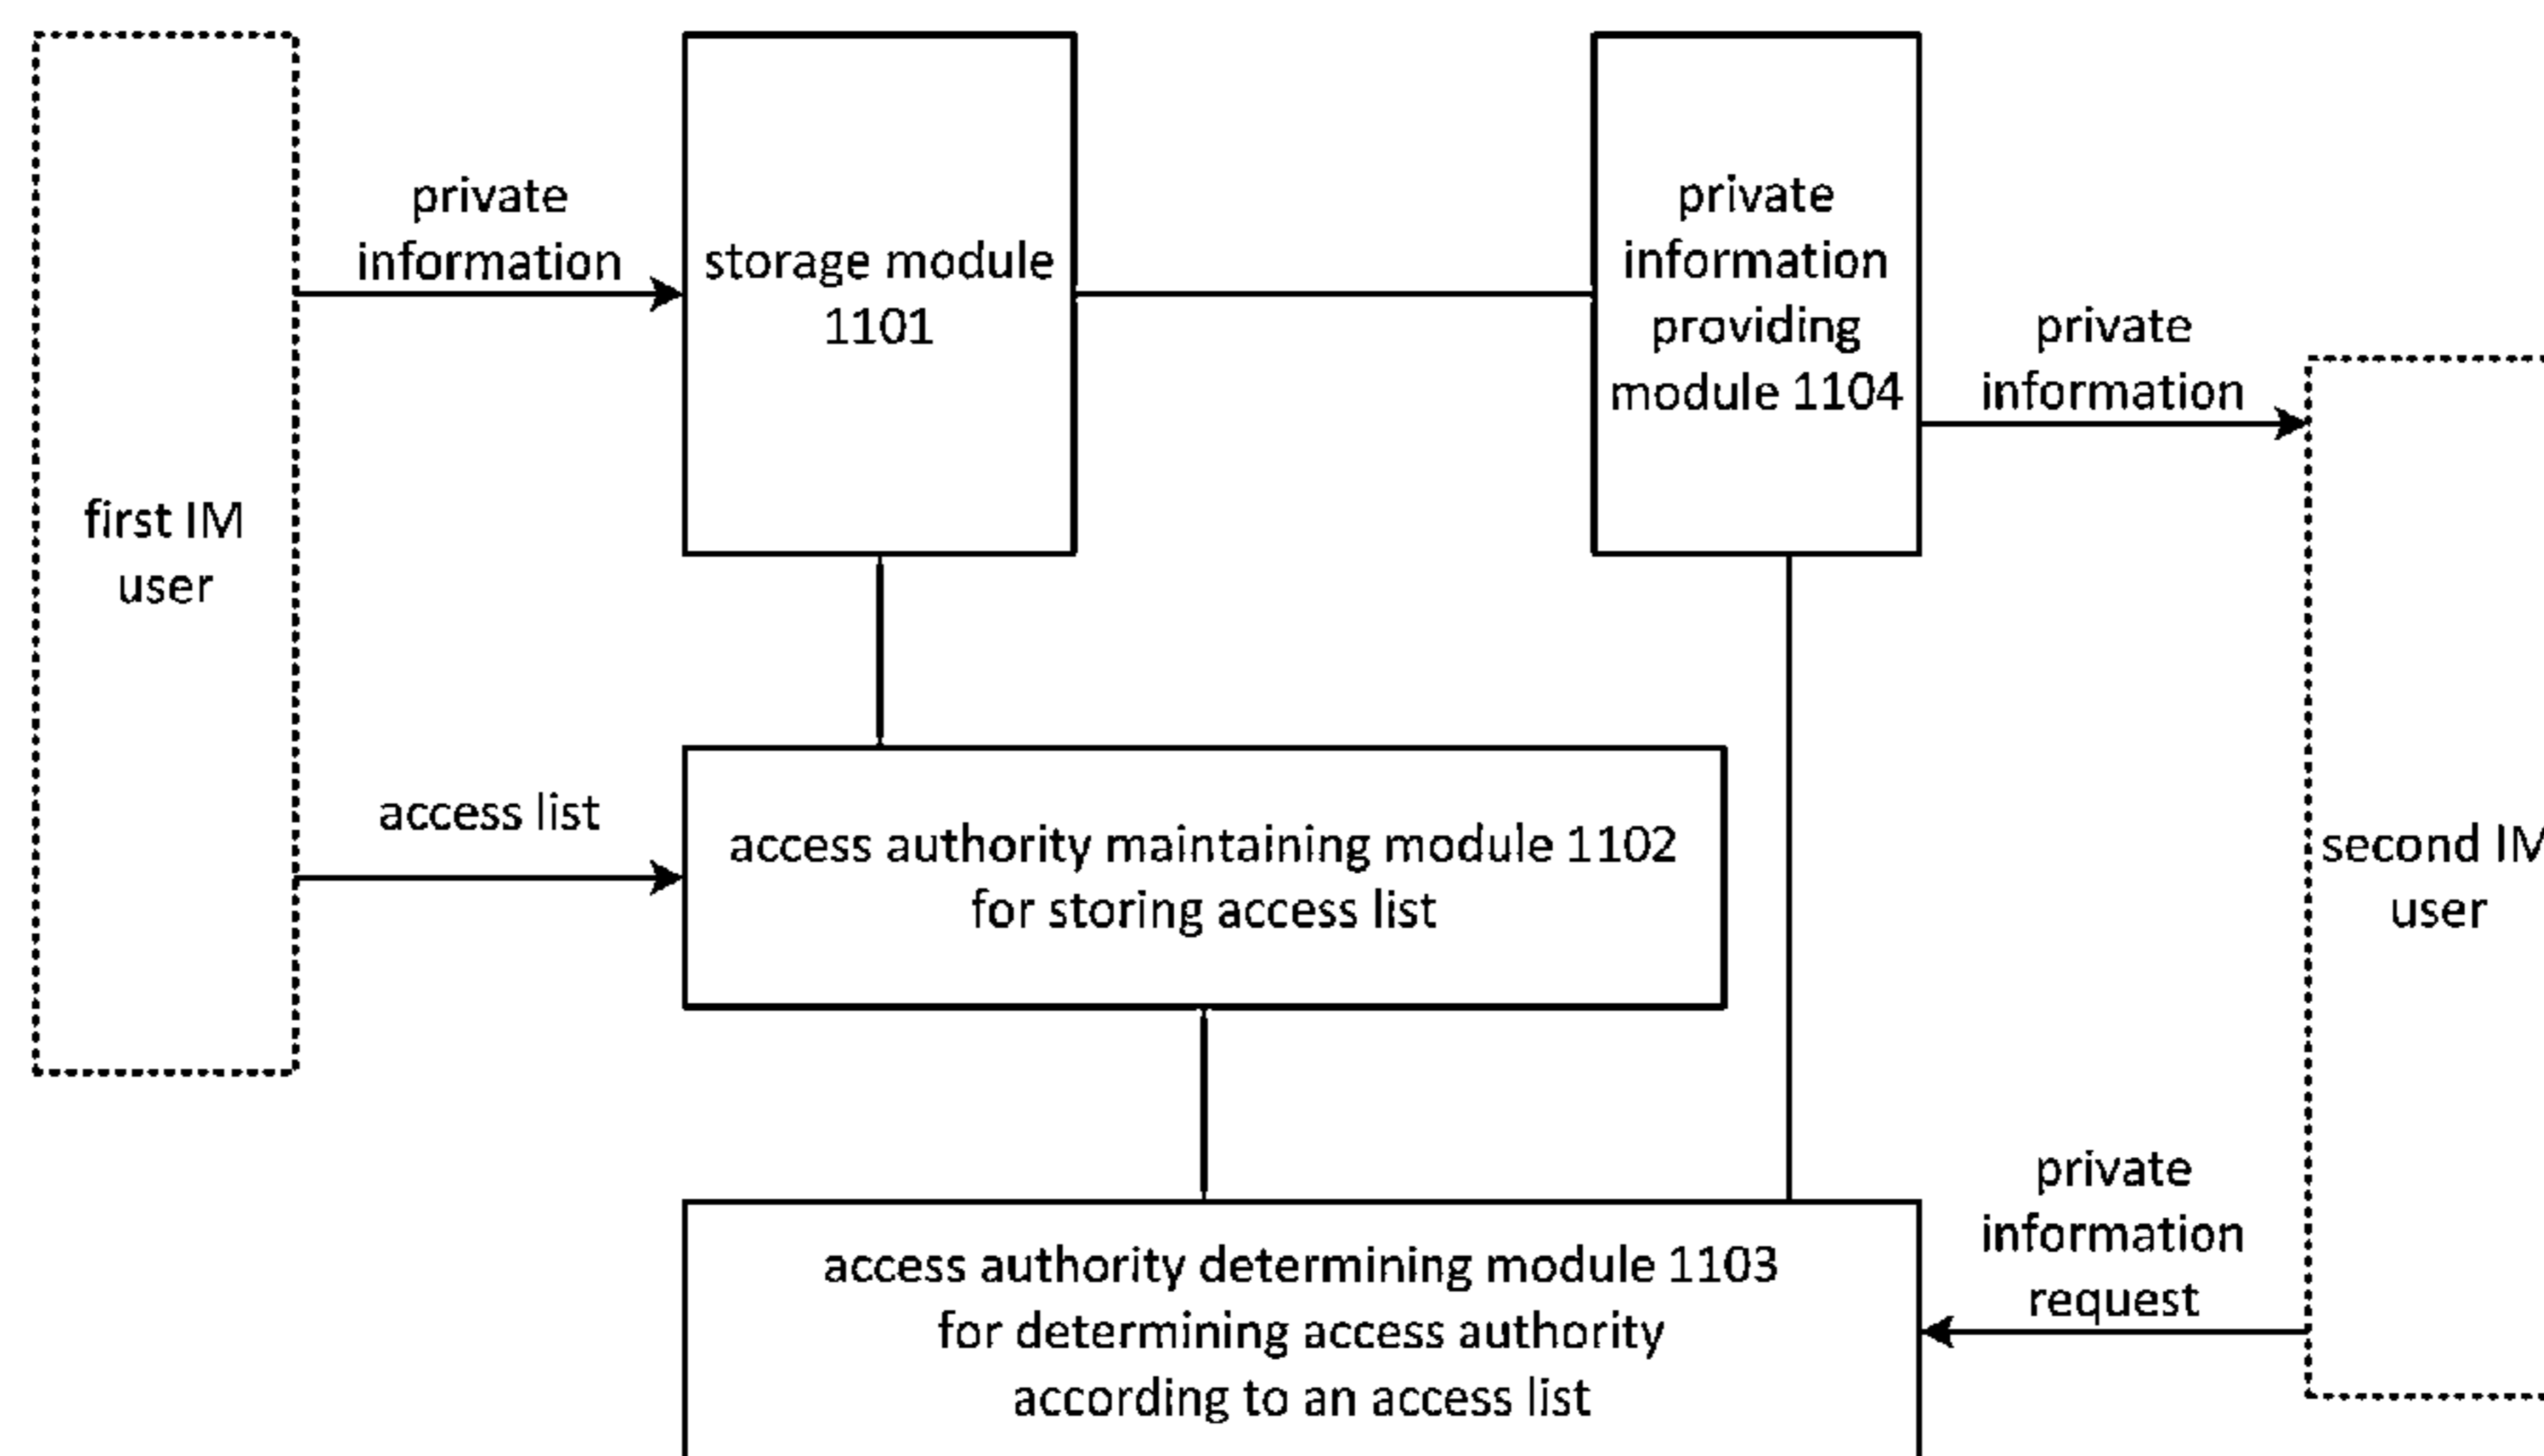 first IM
user
private
information
storage module
1101
private
information
providing
module 1104
private
information
access list
access authority maintaining module 1102
for storing access list
second IM
user
access authority determining module 1103
for determining access authority
according to an access list
private
information
request